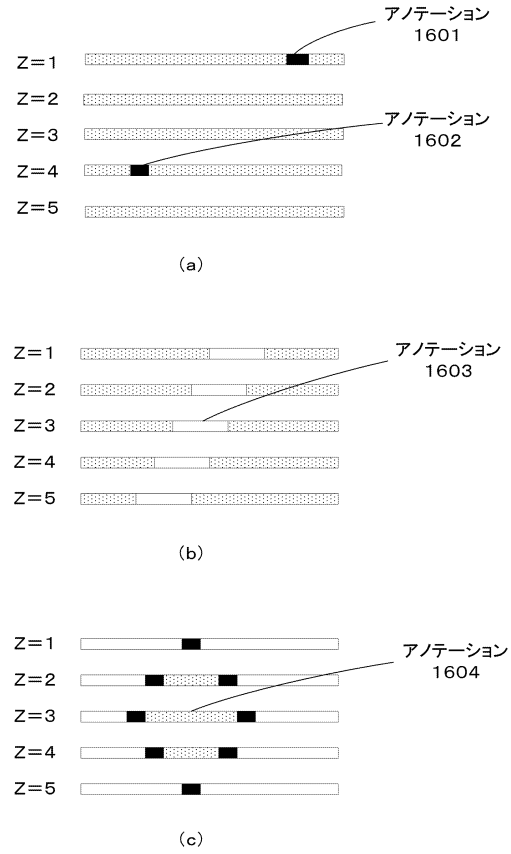 アノテーション
1601
Z=1
Z=2
Z=3
アノテーション
1602
Z=4
Z=5
(a)
Z=1
アノテーション
1603
Z=2
Z=3
Z=4
Z=5
(b)
Z=1
アノテーション
1604
Z=2
Z=3
Z=4
Z=5
(c)